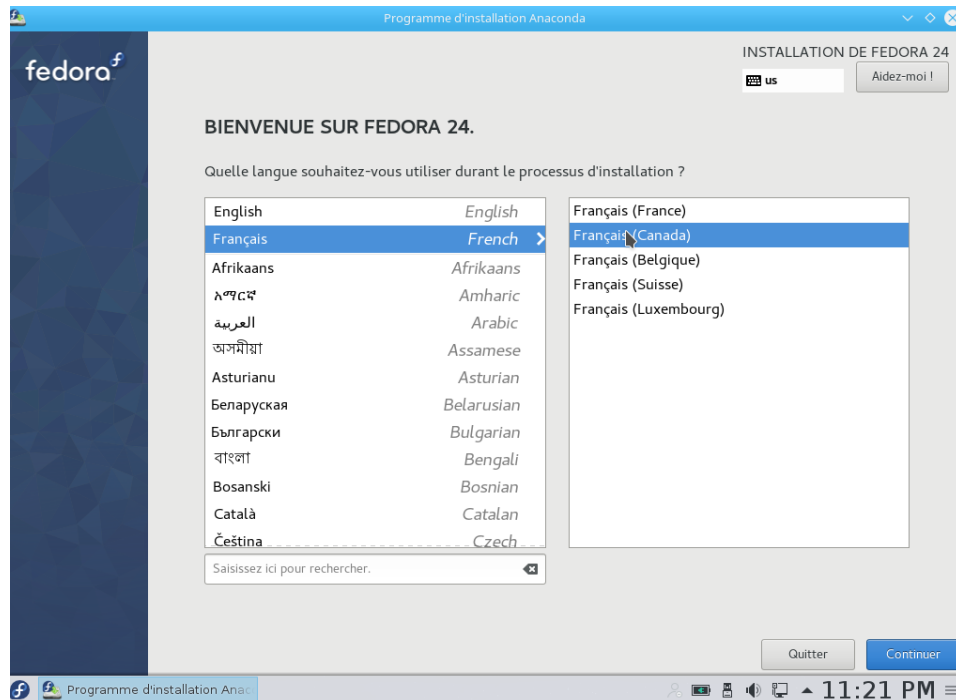 Programme d'installation Anaconda
fedora
INSTALLATION DE FEDORA 24
us
Aidez-moi !
BIENVENUE SUR FEDORA 24.
Quelle langue souhaitez-vous utiliser durant le processus d'installation ?
English English
Français French
Afrikaans Afrikaans
አማርኛ Amharic
العربية Arabic
অসমীয়া Assamese
Asturianu Asturian
Беларуская Belarusian
Български Bulgarian
বাংলা Bengali
Bosanski Bosnian
Català Catalan
Čeština Czech
Saisissez ici pour rechercher.
Français (France)
Français (Canada)
Français (Belgique)
Français (Suisse)
Français (Luxembourg)
Quitter
Continuer
Programme d'installation Anac
11:21 PM